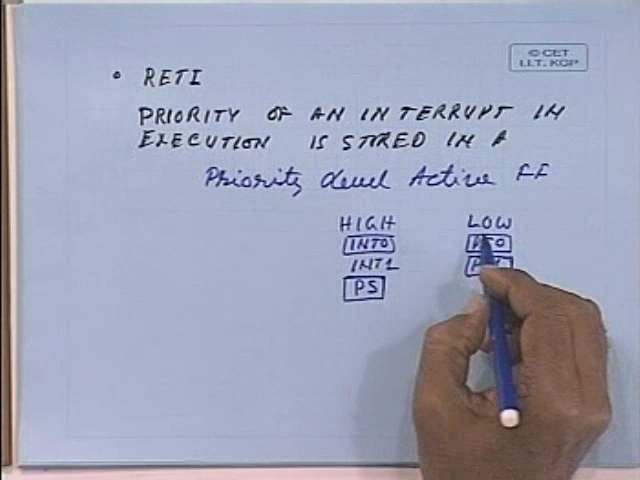 © CET
I.I.T. KGP
• RETI
PRIORITY OF AN INTERRUPT IN
EXECUTION IS STORED IN A
Priority level Active FF
HIGH LOW
INT0
INT1
PS